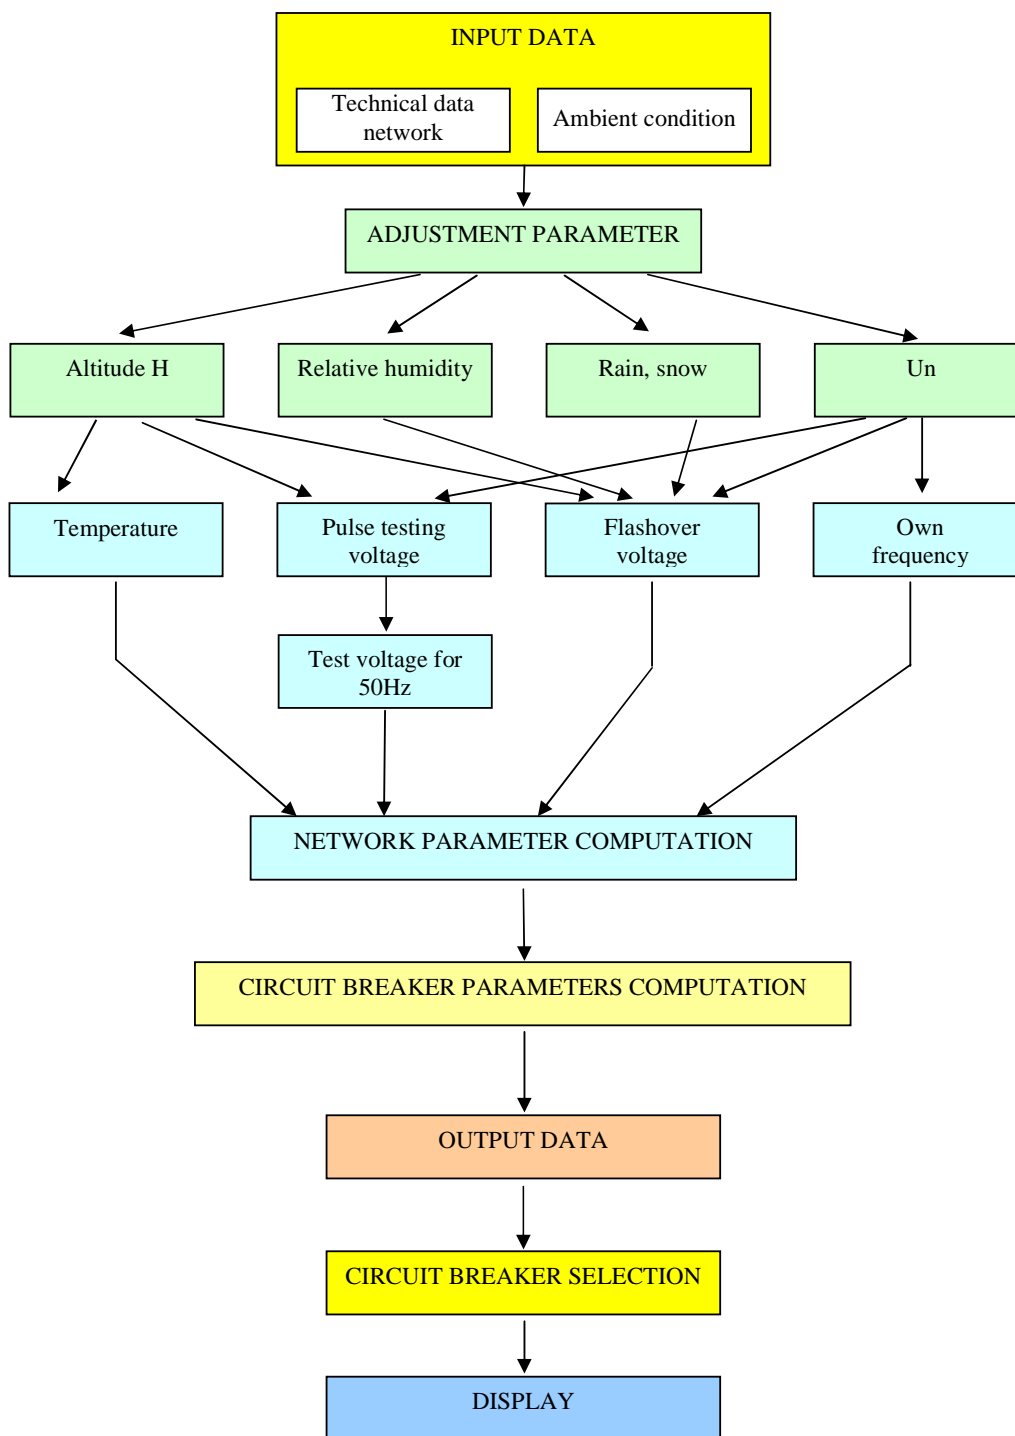 INPUT DATA
Technical data
network
Ambient condition
ADJUSTMENT PARAMETER
Altitude H
Relative humidity
Rain, snow
Un
Temperature
Pulse testing
voltage
Flashover
voltage
Own
frequency
Test voltage for
50Hz
NETWORK PARAMETER COMPUTATION
CIRCUIT BREAKER PARAMETERS COMPUTATION
OUTPUT DATA
CIRCUIT BREAKER SELECTION
DISPLAY